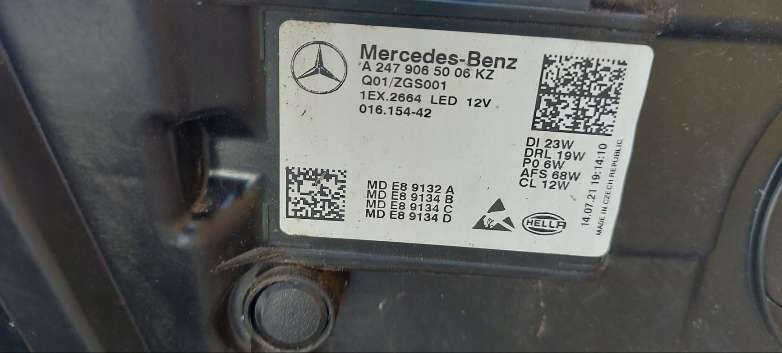 Mercedes-Benz
A 247 906 50 06 KZ
Q01/ZGS001
1EX.2664 LED 12V
016.154-42
DI 23W
DRL 19W
PO 6W
AFS 68W
CL 12W
MD E8 9132 A
MD E8 9134 B
MD E8 9134 C
MD E8 9134 D
HELLA
14.07.21 19:14:10
MADE IN CZECH REPUBLIC